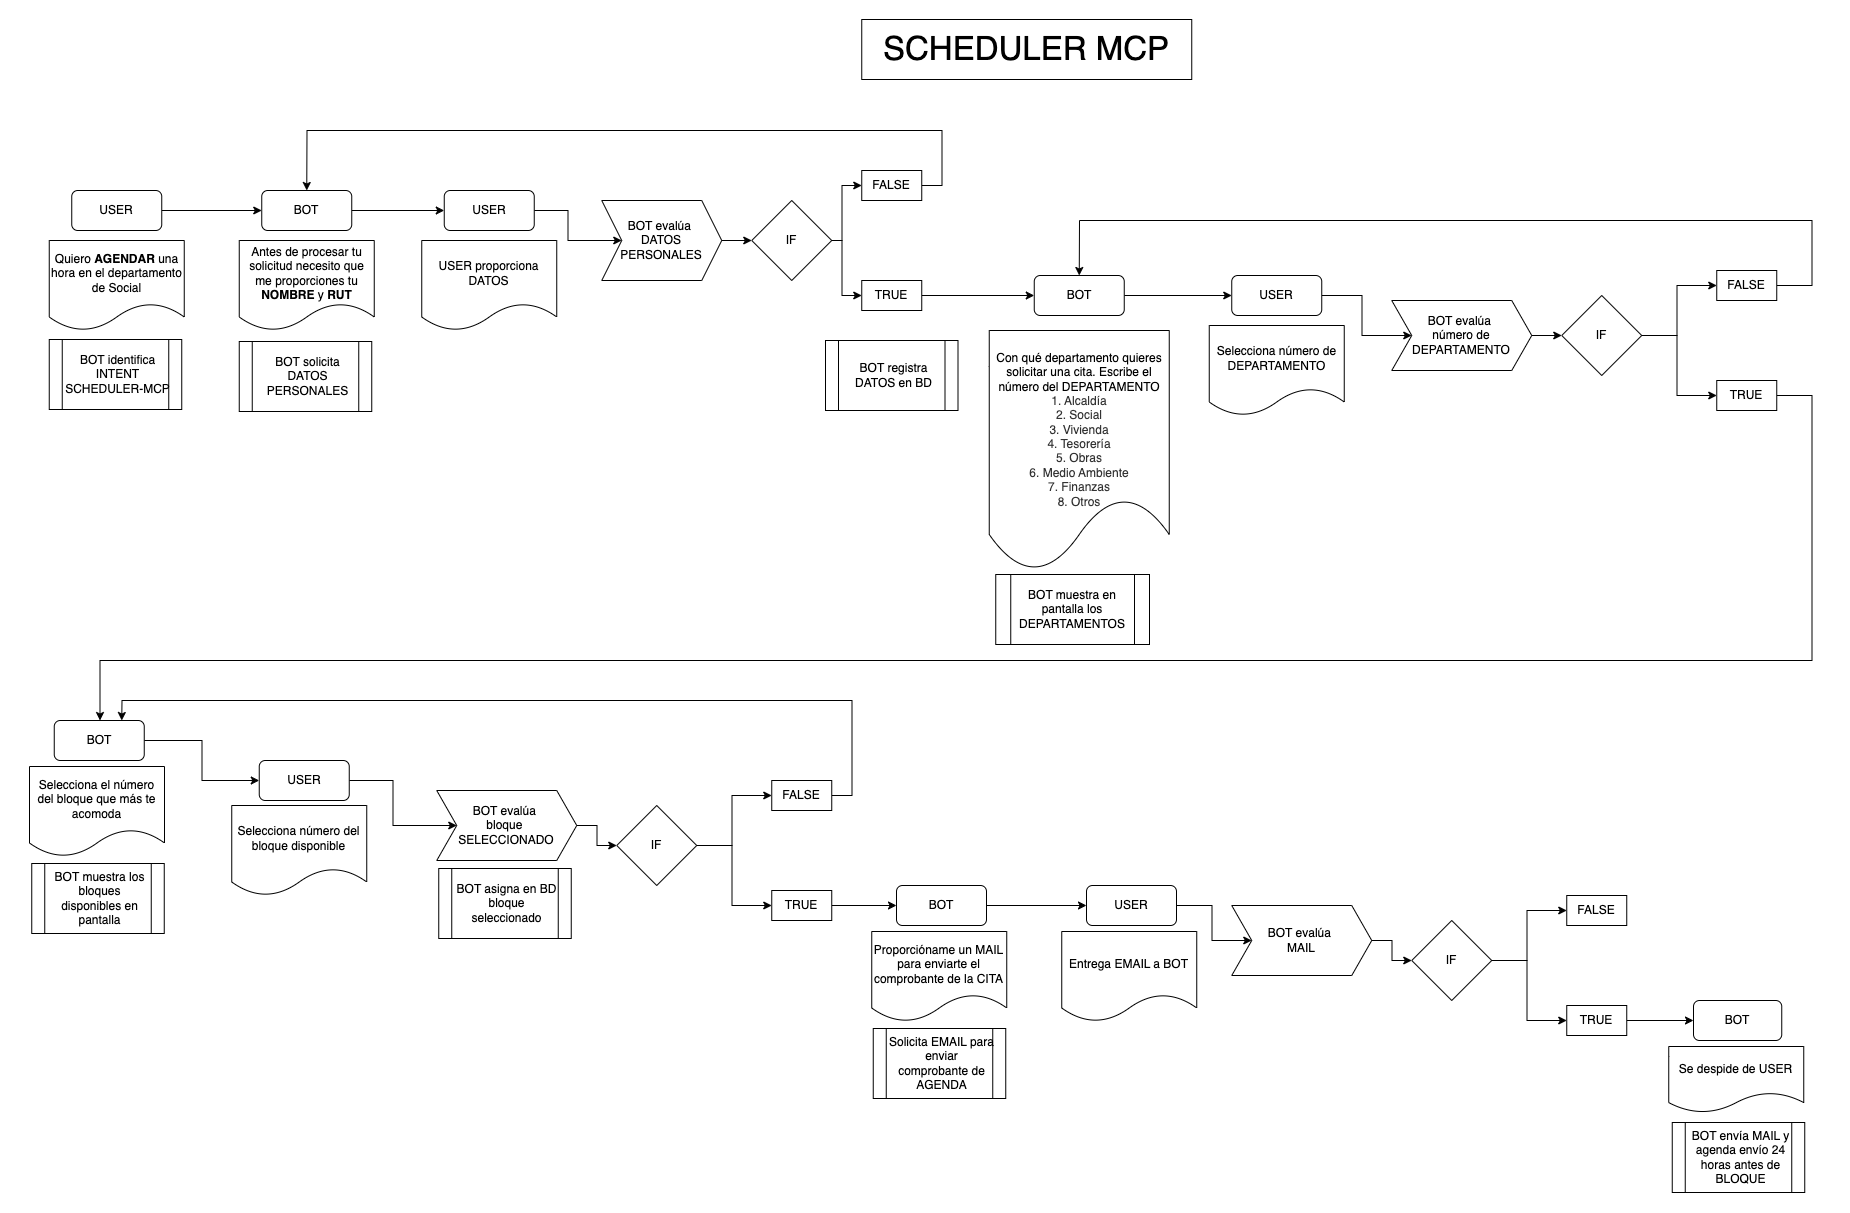 SCHEDULER MCP
USER
Quiero AGENDAR una
hora en el departamento
de Social
BOT identifica
INTENT
SCHEDULER-MCP
BOT
Antes de procesar tu
solicitud necesito que
me proporciones tu
NOMBRE y RUT
BOT solicita
DATOS
PERSONALES
USER
USER proporciona
DATOS
BOT evalúa
DATOS
PERSONALES
IF
FALSE
TRUE
BOT registra
DATOS en BD
BOT
Con qué departamento quieres
solicitar una cita. Escribe el
número del DEPARTAMENTO
1. Alcaldía
2. Social
3. Vivienda
4. Tesorería
5. Obras
6. Medio Ambiente
7. Finanzas
8. Otros
BOT muestra en
pantalla los
DEPARTAMENTOS
USER
Selecciona número de
DEPARTAMENTO
BOT evalúa
número de
DEPARTAMENTO
IF
FALSE
TRUE
BOT
Selecciona el número
del bloque que más te
acomoda
BOT muestra los
bloques
disponibles en
pantalla
USER
Selecciona número del
bloque disponible
BOT evalúa
bloque
SELECCIONADO
BOT asigna en BD
bloque
seleccionado
IF
FALSE
TRUE
BOT
Proporcióname un MAIL
para enviarte el
comprobante de la CITA
Solicita EMAIL para
enviar
comprobante de
AGENDA
USER
Entrega EMAIL a BOT
BOT evalúa
MAIL
IF
FALSE
TRUE
BOT
Se despide de USER
BOT envía MAIL y
agenda envío 24
horas antes de
BLOQUE